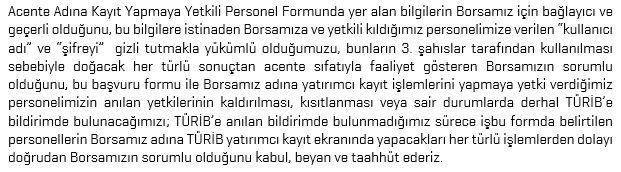 Acente Adına Kayıt Yapmaya Yetkili Personel Formunda yer alan bilgilerin Borsamız için bağlayıcı ve
geçerli olduğunu, bu bilgilere istinaden Borsamıza ve yetkili kıldığımız personelimize verilen “kullanıcı
adı” ve “şifreyi” gizli tutmakla yükümlü olduğumuzu, bunların 3. şahıslar tarafından kullanılması
sebebiyle doğacak her türlü sonuçtan acente sıfatıyla faaliyet gösteren Borsamızın sorumlu
olduğunu, bu başvuru formu ile Borsamız adına yatırımcı kayıt işlemlerini yapmaya yetki verdiğimiz
personelimizin anılan yetkilerinin kaldırılması, kısıtlanması veya sair durumlarda derhal TÜRİB’e
bildirimde bulunacağımızı; TÜRİB’e anılan bildirimde bulunmadığımız sürece işbu formda belirtilen
personellerin Borsamız adına TÜRİB yatırımcı kayıt ekranında yapacakları her türlü işlemlerden dolayı
doğrudan Borsamızın sorumlu olduğunu kabul, beyan ve taahhüt ederiz.